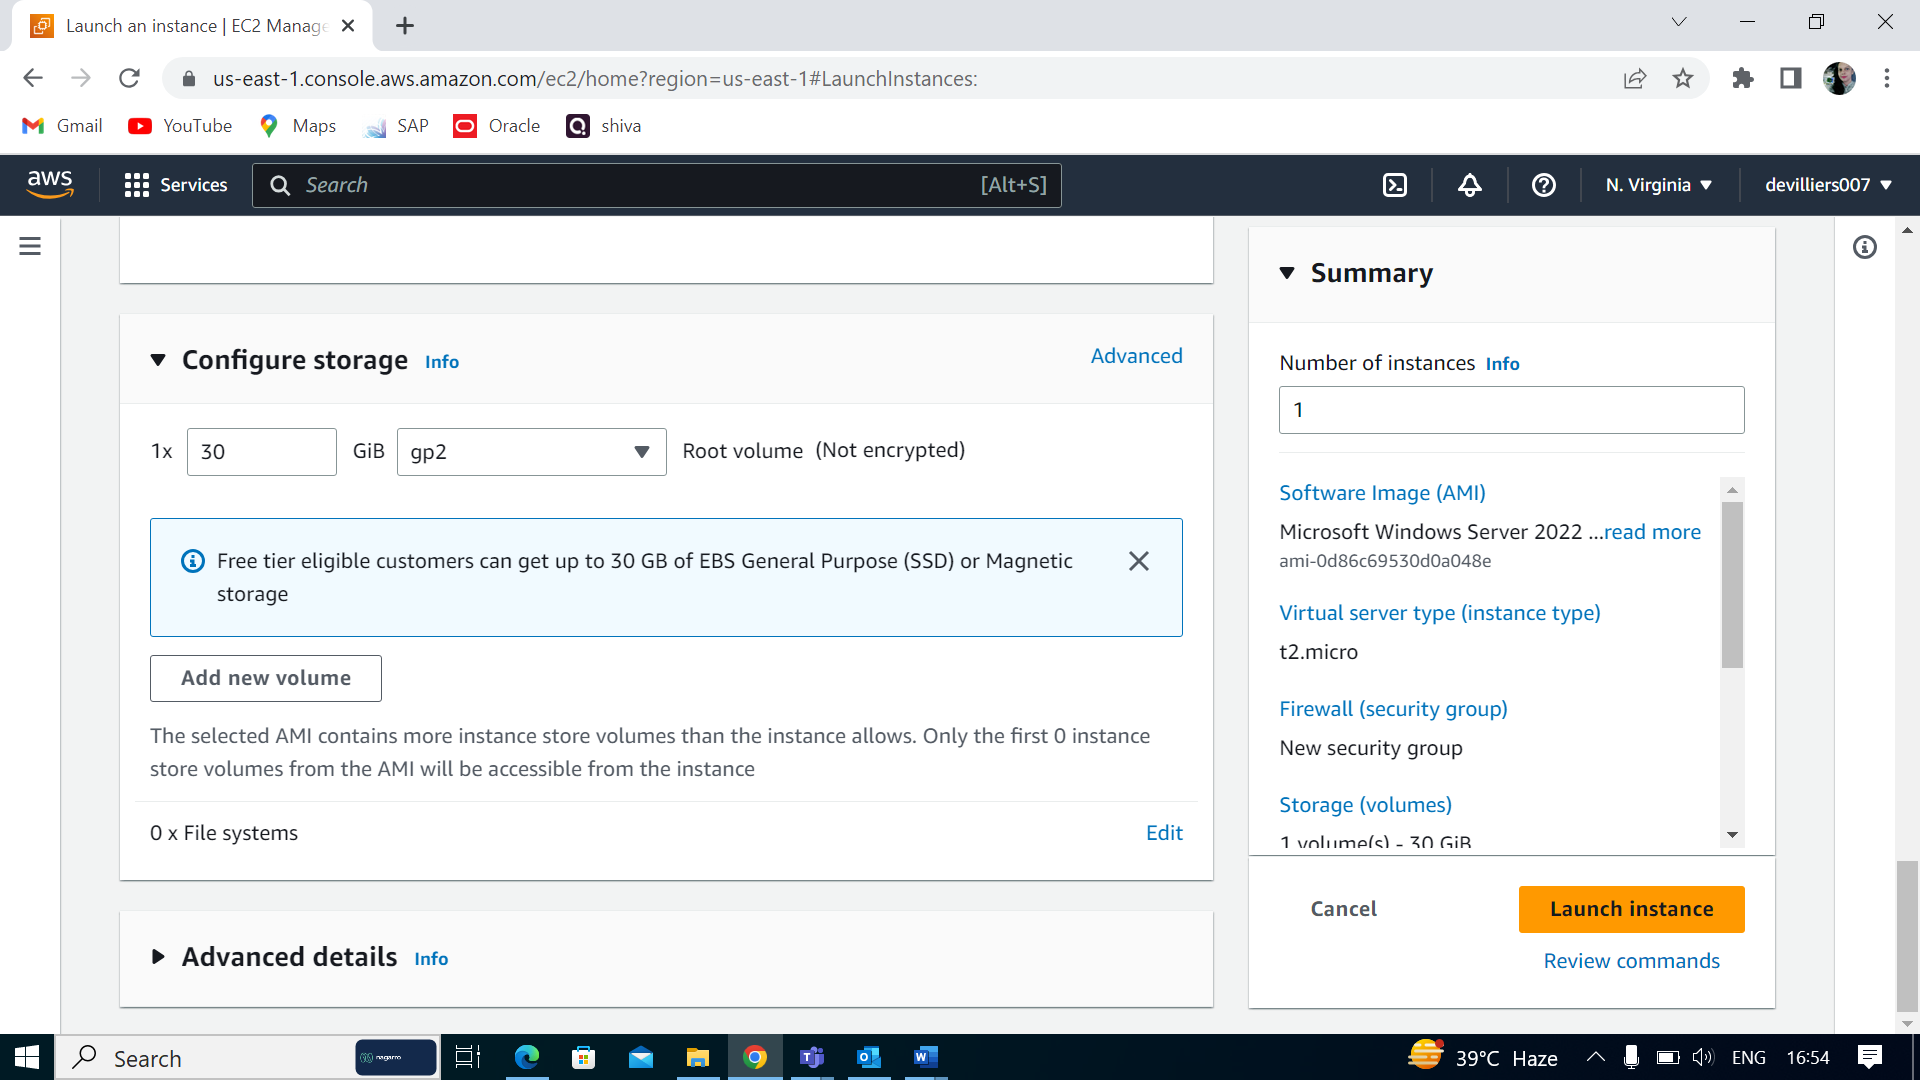 Launch an instance | EC2 Manage
us-east-1.console.aws.amazon.com/ec2/home?region=us-east-1#LaunchInstances:
Gmail YouTube Maps SAP Oracle shiva
aws Services Search [Alt+S] N. Virginia devilliers007
Configure storage Info Advanced
1x 30 GiB gp2 Root volume (Not encrypted)
Free tier eligible customers can get up to 30 GB of EBS General Purpose (SSD) or Magnetic
storage
Add new volume
The selected AMI contains more instance store volumes than the instance allows. Only the first 0 instance
store volumes from the AMI will be accessible from the instance
0 x File systems Edit
Advanced details Info
Summary
Number of instances Info
1
Software Image (AMI)
Microsoft Windows Server 2022 ...read more
ami-0d86c69530d0a048e
Virtual server type (instance type)
t2.micro
Firewall (security group)
New security group
Storage (volumes)
1 volume(s) - 30 GiB
Cancel Launch instance
Review commands
Search nagarro 39°C Haze ENG 16:54